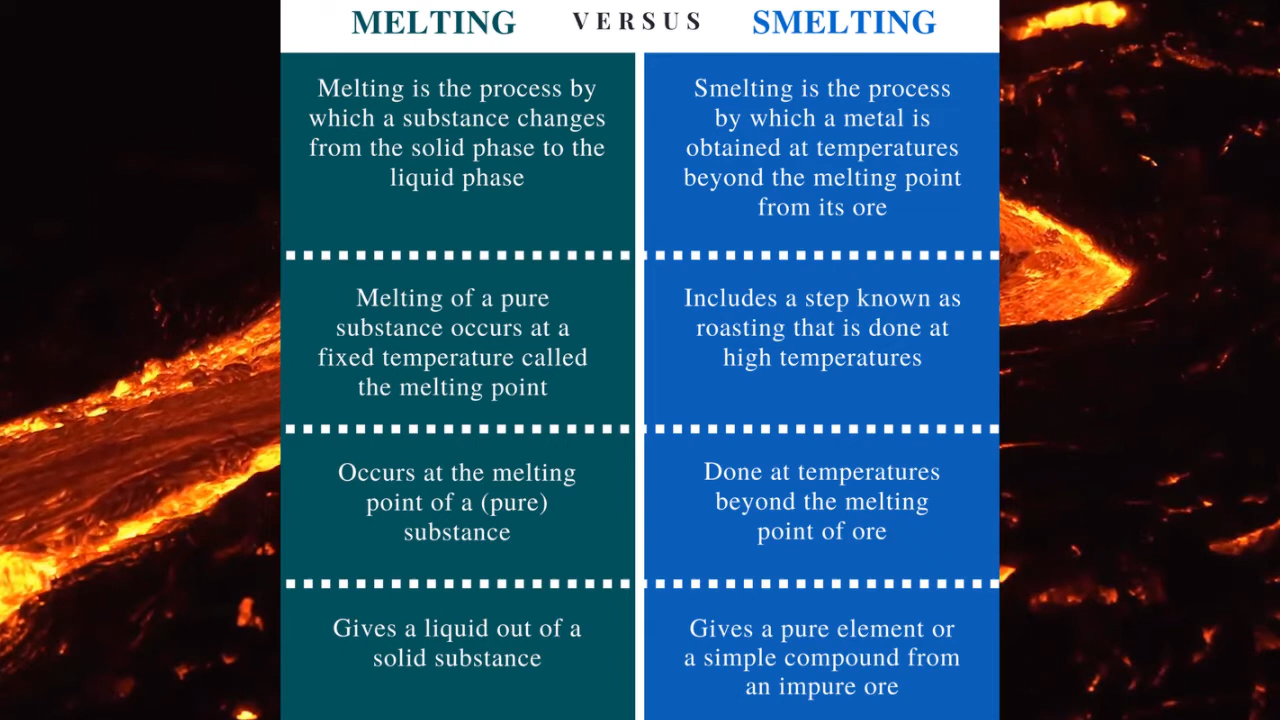 MELTING VERSUS SMELTING
Melting is the process by
which a substance changes
from the solid phase to the
liquid phase
Smelting is the process
by which a metal is
obtained at temperatures
beyond the melting point
from its ore
Melting of a pure
substance occurs at a
fixed temperature called
the melting point
Includes a step known as
roasting that is done at
high temperatures
Occurs at the melting
point of a (pure)
substance
Done at temperatures
beyond the melting
point of ore
Gives a liquid out of a
solid substance
Gives a pure element or
a simple compound from
an impure ore